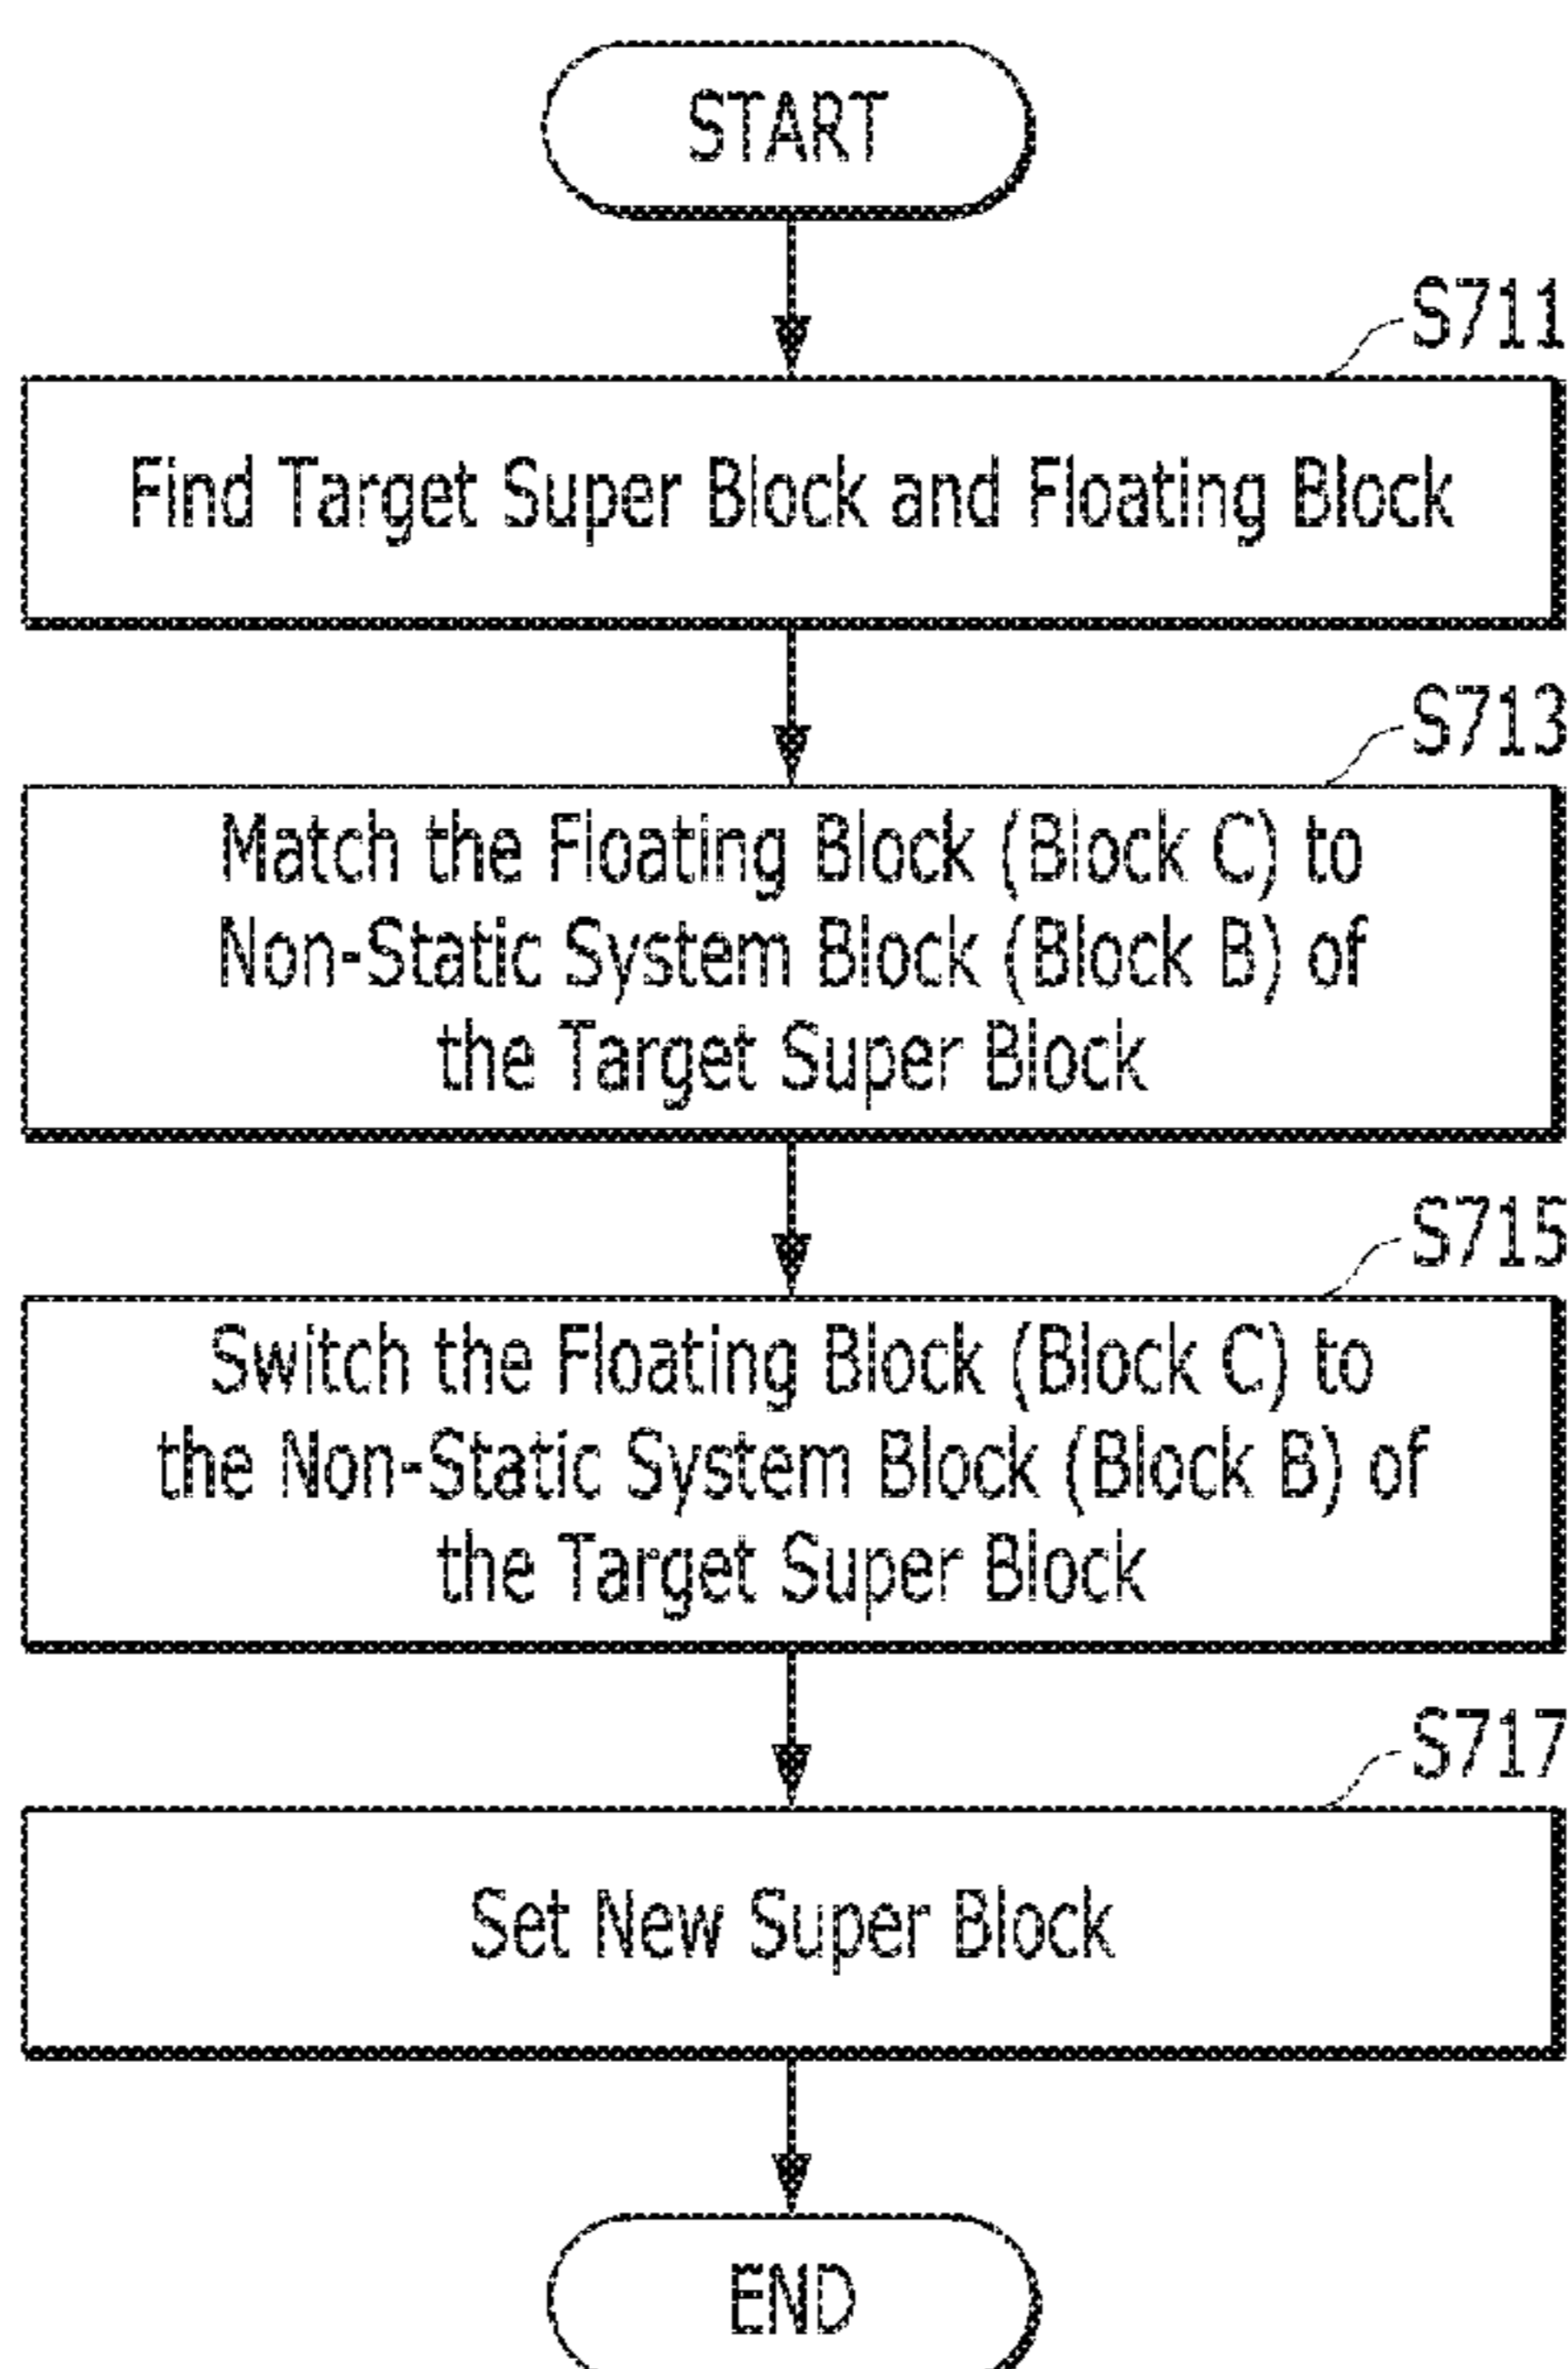 START
S711
Find Target Super Block and Floating Block
S713
Match the Floating Block (Block C) to
Non-Static System Block (Block B) of
the Target Super Block
S715
Switch the Floating Block (Block C) to
the Non-Static System Block (Block B) of
the Target Super Block
S717
Set New Super Block
END